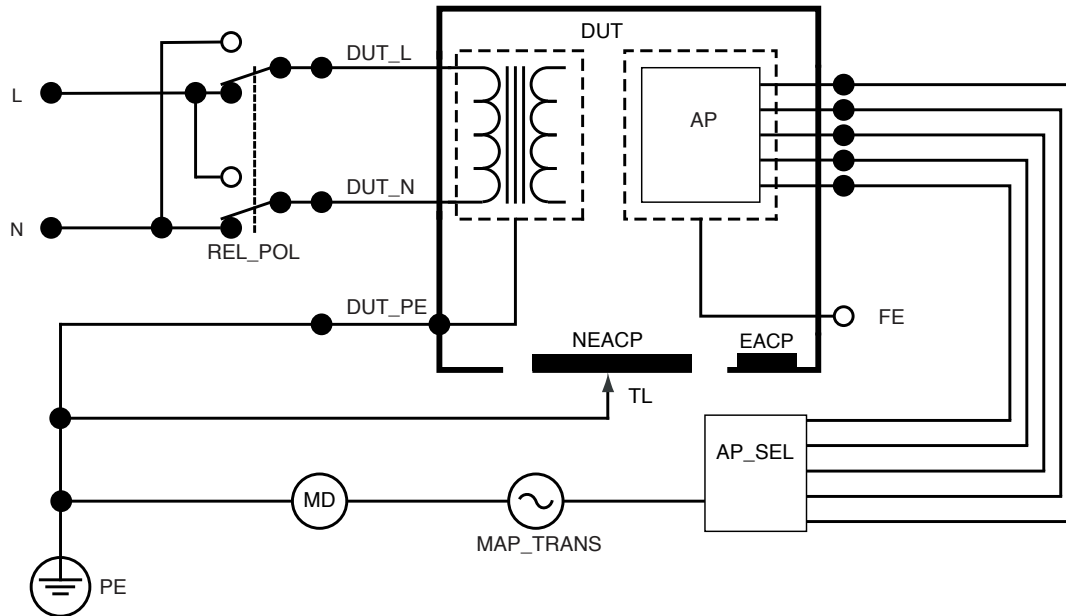 DUT
DUT_L
AP
L
DUT_N
N
REL_POL
DUT_PE
FE
NEACP
EACP
TL
AP_SEL
MD
MAP_TRANS
PE